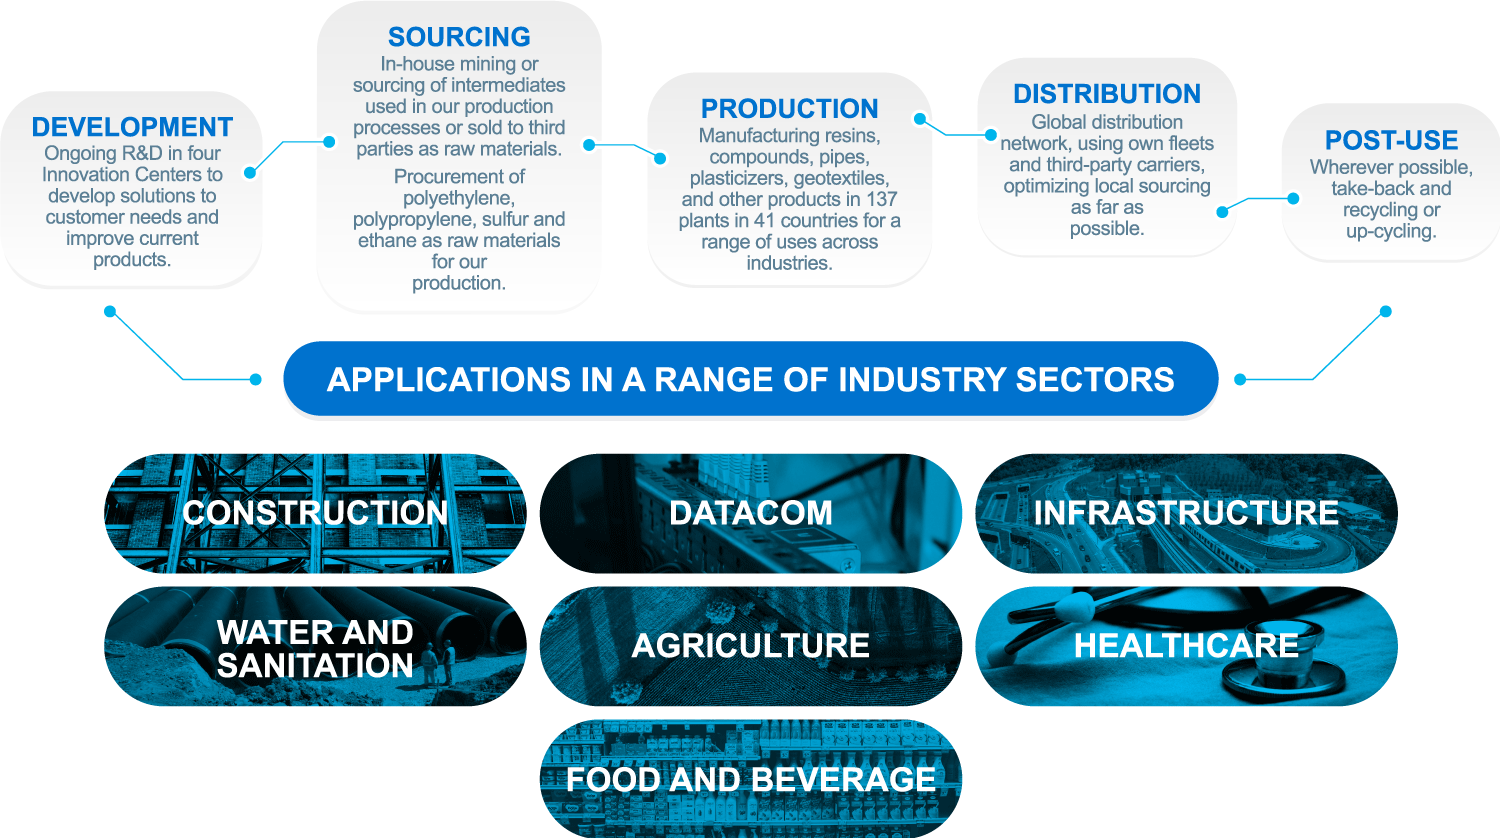 DEVELOPMENT
Ongoing R&D in four
Innovation Centers to
develop solutions to
customer needs and
improve current
products.
SOURCING
In-house mining or
sourcing of intermediates
used in our production
processes or sold to third
parties as raw materials.
Procurement of
polyethylene,
polypropylene, sulfur and
ethane as raw materials
for our
production.
PRODUCTION
Manufacturing resins,
compounds, pipes,
plasticizers, geotextiles,
and other products in 137
plants in 41 countries for a
range of uses across
industries.
DISTRIBUTION
Global distribution
network, using own fleets
and third-party carriers,
optimizing local sourcing
as far as
possible.
POST-USE
Wherever possible,
take-back and
recycling or
up-cycling.
APPLICATIONS IN A RANGE OF INDUSTRY SECTORS
CONSTRUCTION
DATACOM
INFRASTRUCTURE
WATER AND
SANITATION
AGRICULTURE
HEALTHCARE
FOOD AND BEVERAGE